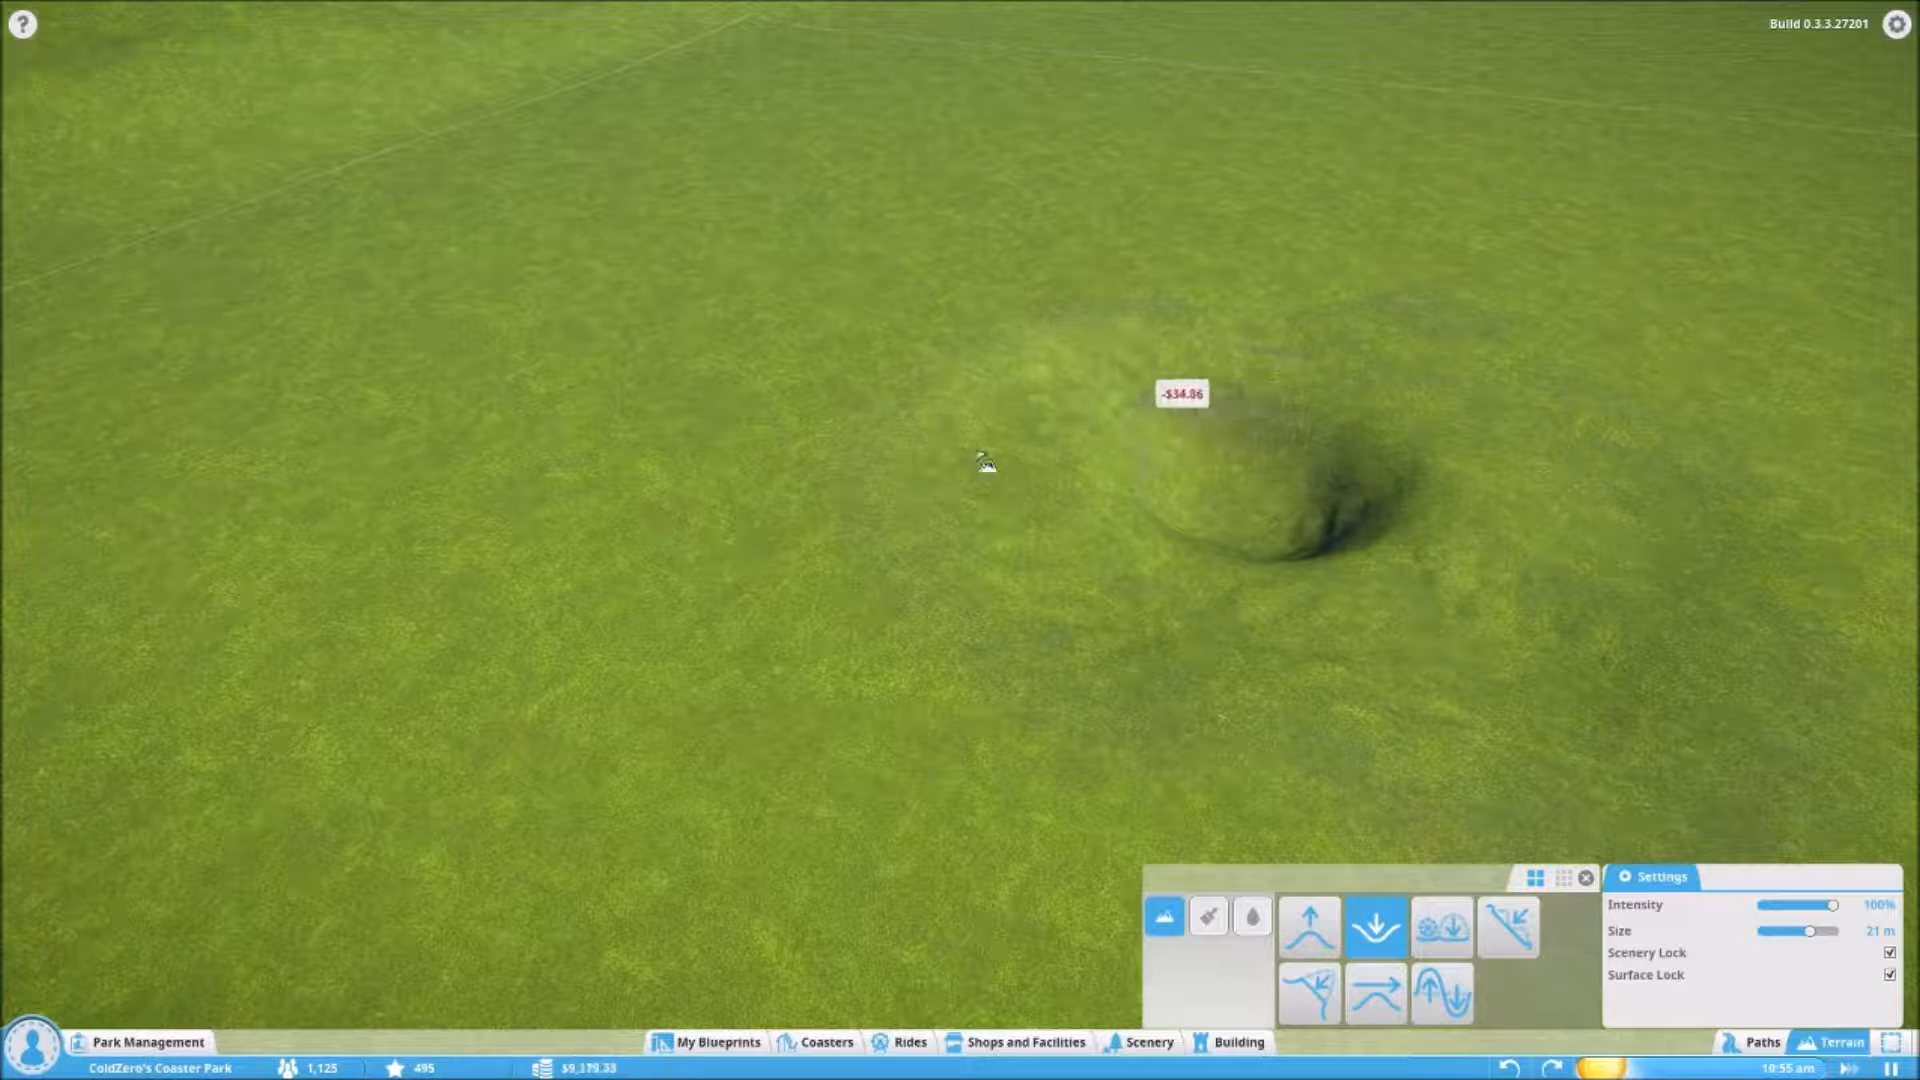 ?
Build 0.3.3.27201
-$34.86
Settings
Intensity 100%
Size 21 m
Scenery Lock
Surface Lock
Park Management
My Blueprints
Coasters
Rides
Shops and Facilities
Scenery
Building
Paths
Terrain
ColdZero's Coaster Park
1,125
495
10:55 am